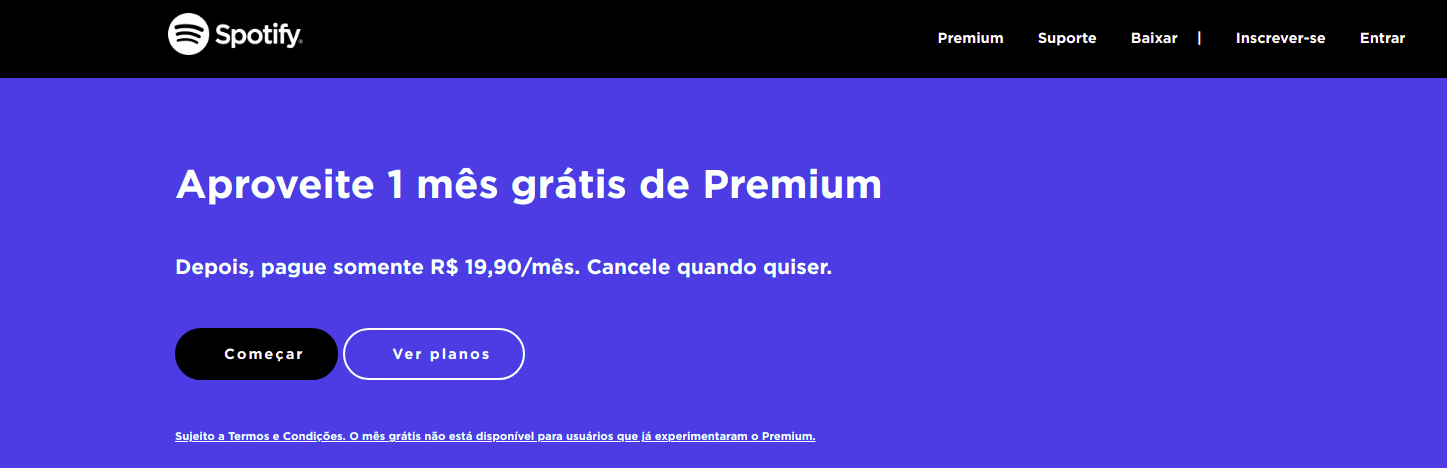 Spotify®
Premium Suporte Baixar | Inscrever-se Entrar
Aproveite 1 mês grátis de Premium
Depois, pague somente R$ 19,90/mês. Cancele quando quiser.
Começar Ver planos
Sujeito a Termos e Condições. O mês grátis não está disponível para usuários que já experimentaram o Premium.